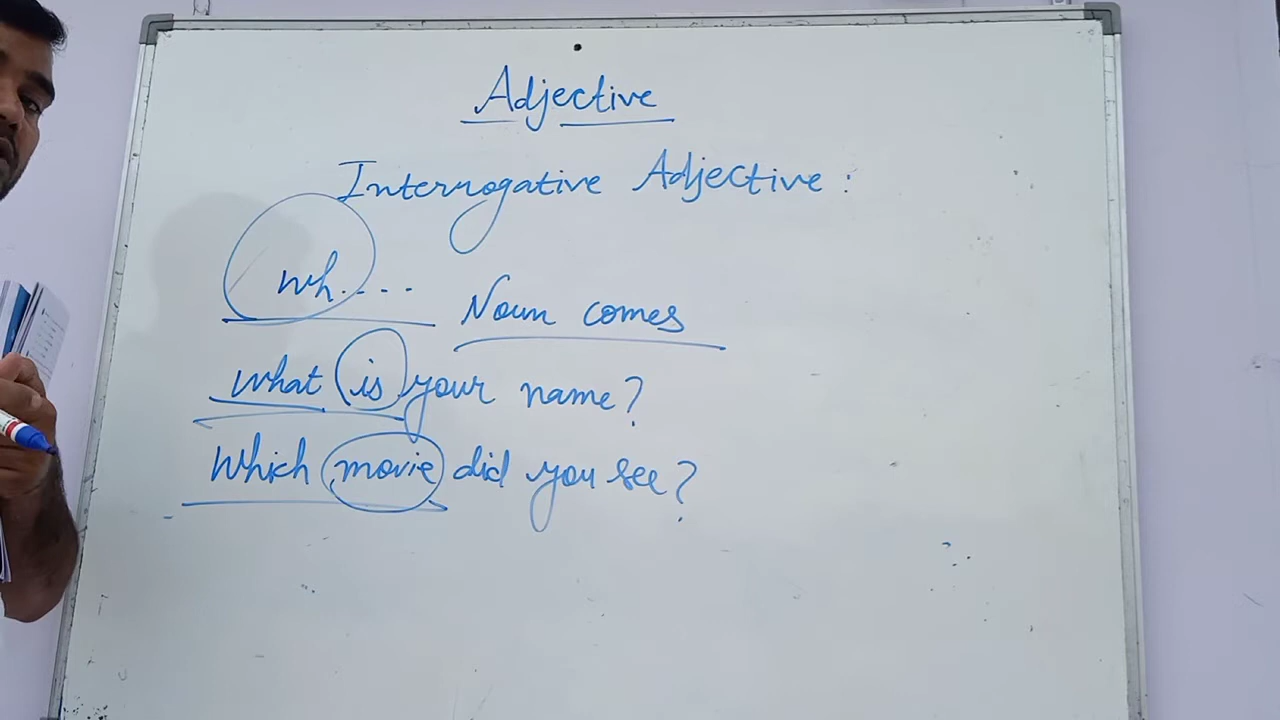 Adjective
Interrogative Adjective :
wh.... Noun comes
What is your name?
Which movie did you see?